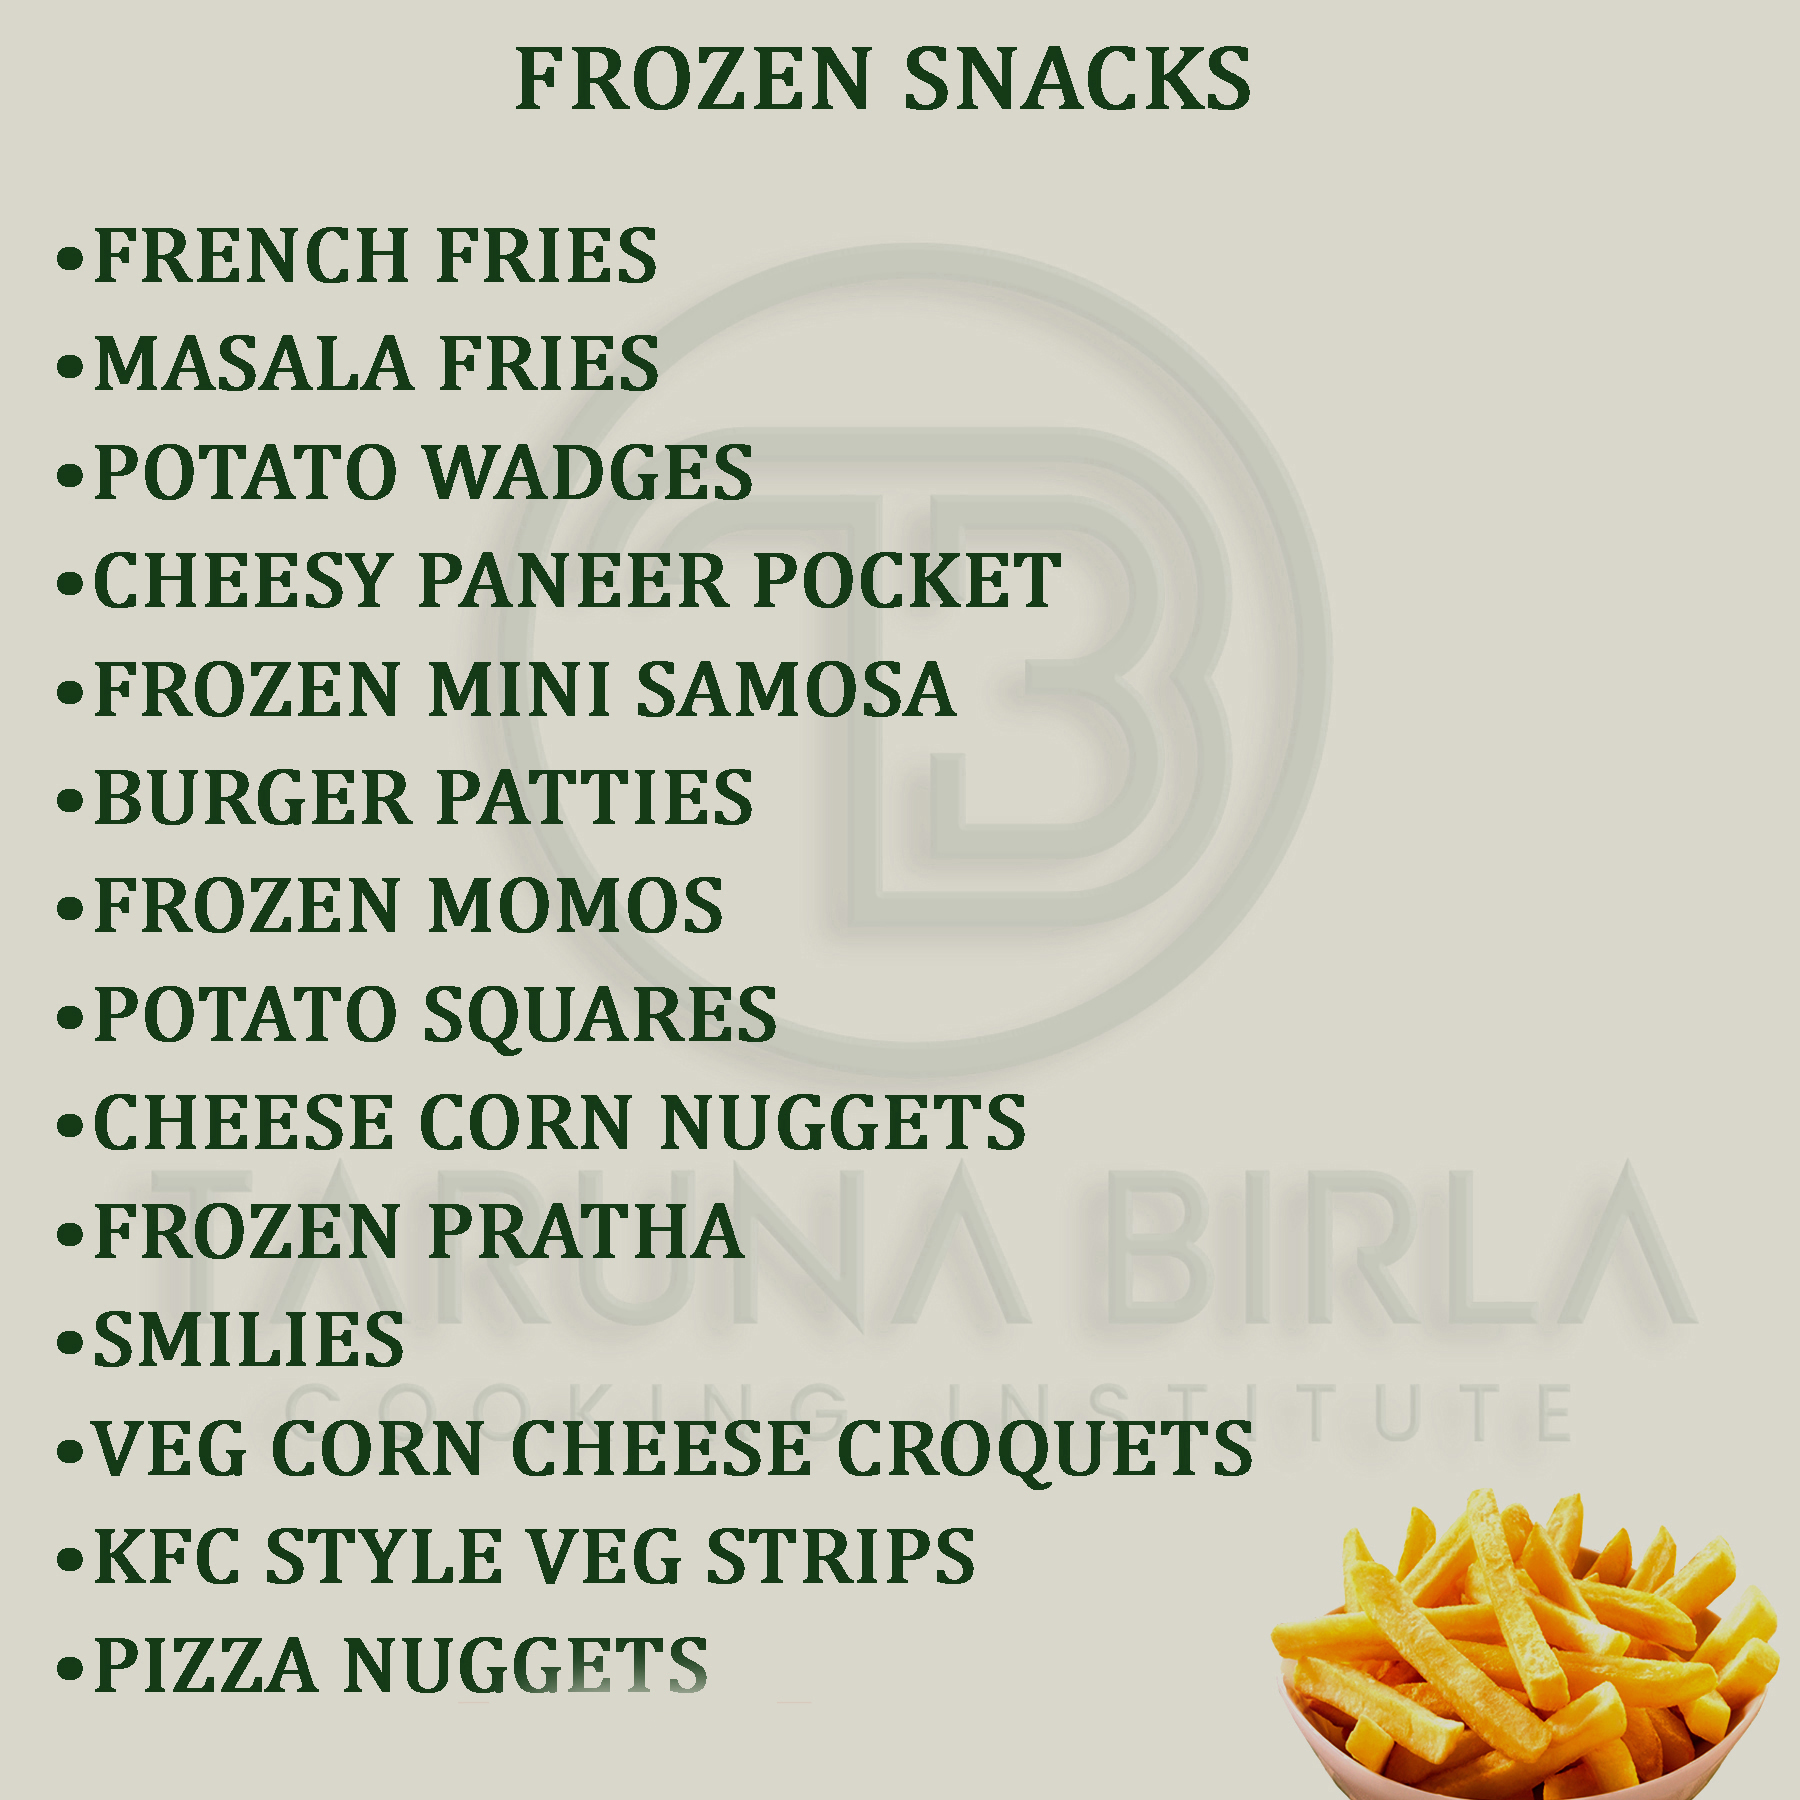 FROZEN SNACKS
•FRENCH FRIES
•MASALA FRIES
•POTATO WADGES
•CHEESY PANEER POCKET
•FROZEN MINI SAMOSA
•BURGER PATTIES
•FROZEN MOMOS
•POTATO SQUARES
•CHEESE CORN NUGGETS
•FROZEN PRATHA
TARUNA BIRLA
•SMILIES
COOKING INSTITUTE
•VEG CORN CHEESE CROQUETS
•KFC STYLE VEG STRIPS
•PIZZA NUGGETS